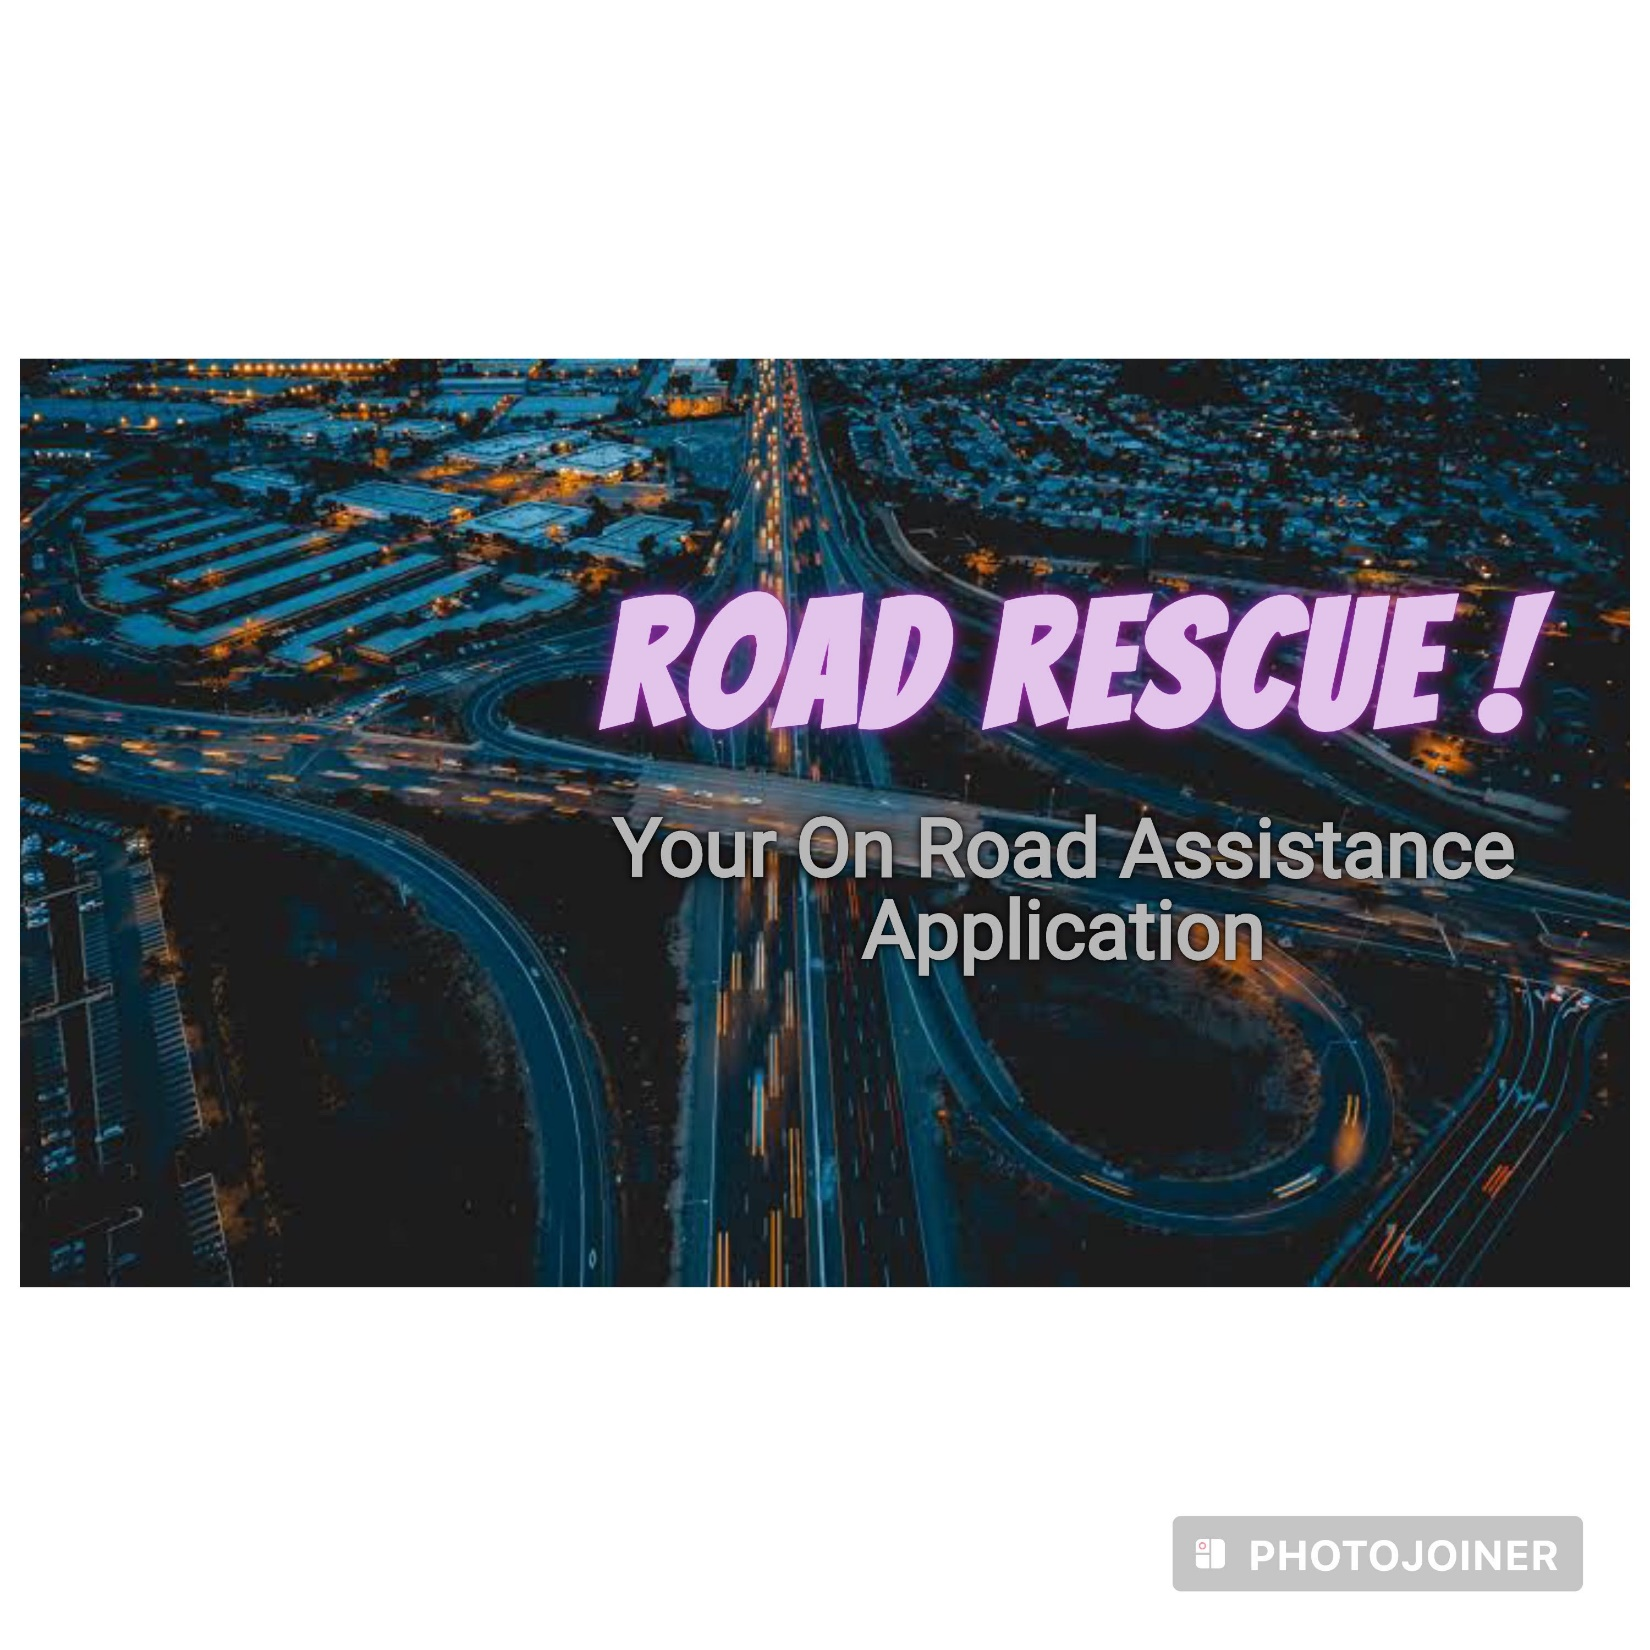 ROAD RESCUE !
Your On Road Assistance
Application
PHOTOJOINER